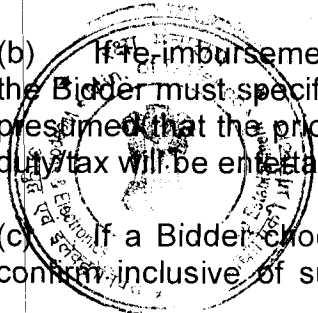 (b) If re-imburseme
the Bidder must specif
presumed that the pric
duty/tax will be enterta
(c) If a Bidder choo
confirm inclusive of su